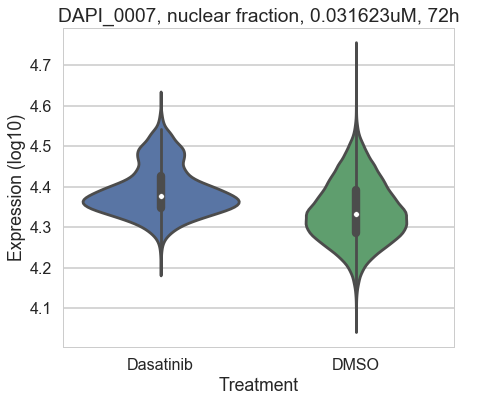 DAPI_0007, nuclear fraction, 0.031623uM, 72h
Expression (log10)
4.7
4.6
4.5
4.4
4.3
4.2
4.1
Dasatinib
DMSO
Treatment